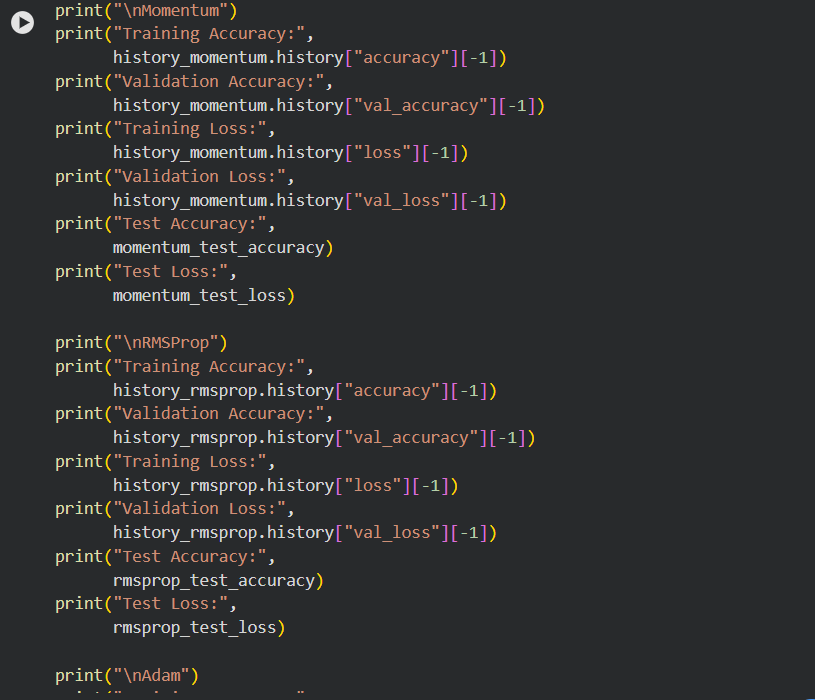 print("\nMomentum")
print("Training Accuracy:",
      history_momentum.history["accuracy"][-1])
print("Validation Accuracy:",
      history_momentum.history["val_accuracy"][-1])
print("Training Loss:",
      history_momentum.history["loss"][-1])
print("Validation Loss:",
      history_momentum.history["val_loss"][-1])
print("Test Accuracy:",
      momentum_test_accuracy)
print("Test Loss:",
      momentum_test_loss)

print("\nRMSProp")
print("Training Accuracy:",
      history_rmsprop.history["accuracy"][-1])
print("Validation Accuracy:",
      history_rmsprop.history["val_accuracy"][-1])
print("Training Loss:",
      history_rmsprop.history["loss"][-1])
print("Validation Loss:",
      history_rmsprop.history["val_loss"][-1])
print("Test Accuracy:",
      rmsprop_test_accuracy)
print("Test Loss:",
      rmsprop_test_loss)

print("\nAdam")